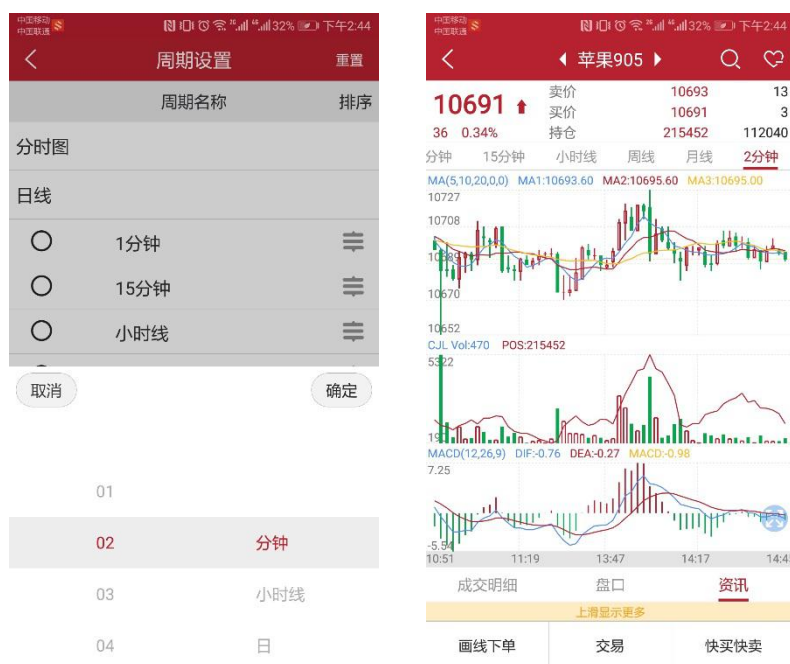 中国移动
中国联通
32%
下午2:44
周期设置
重置
周期名称
排序
分时图
日线
1分钟
15分钟
小时线
取消
确定
01
02 分钟
03 小时线
04 日
中国移动
中国联通
32%
下午2:44
苹果905
10691
36 0.34%
卖价 10693 13
买价 10691 3
持仓 215452 112040
分钟 15分钟 小时线 周线 月线 2分钟
MA(5,10,20,0,0) MA1:10693.60 MA2:10695.60 MA3:10695.00
10727
10708
10689
10670
10652
CJL Vol:470 POS:215452
5322
MACD(12,26,9) DIF:-0.76 DEA:-0.27 MACD:-0.98
7.25
-5.54
10:51 11:19 13:47 14:17 14:4
成交明细 盘口 资讯
上滑显示更多
画线下单 交易 快买快卖